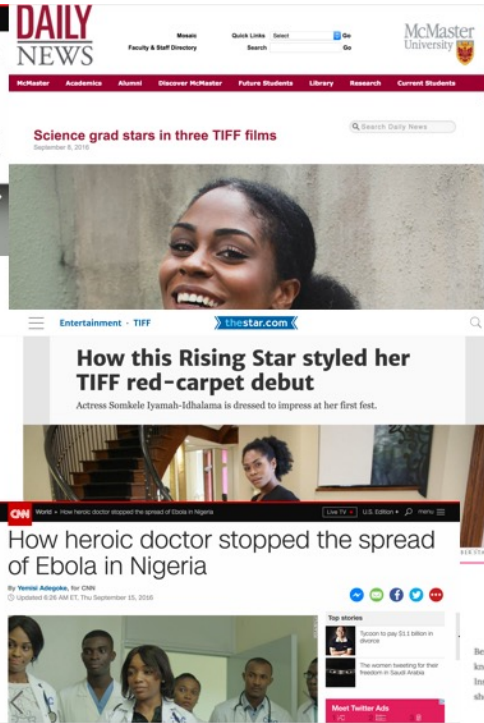 DAILY
NEWS
Mosaic
Faculty & Staff Directory
Quick Links Select Go
Search Go
McMaster
University
McMaster Academics Alumni Discover McMaster Future Students Library Research Current Students
Science grad stars in three TIFF films
September 8, 2016
Search Daily News
Entertainment · TIFF
thestar.com
How this Rising Star styled her
TIFF red-carpet debut
Actress Somkele Iyamah-Idhalama is dressed to impress at her first fest.
CNN World » How heroic doctor stopped the spread of Ebola in Nigeria
Live TV U.S. Edition menu
How heroic doctor stopped the spread
of Ebola in Nigeria
By Yemisi Adegoke, for CNN
Updated 6:26 AM ET, Thu September 15, 2016
Top stories
Tycoon to pay $1.1 billion in
divorce
The women tweeting for their
freedom in Saudi Arabia
Meet Twitter Ads